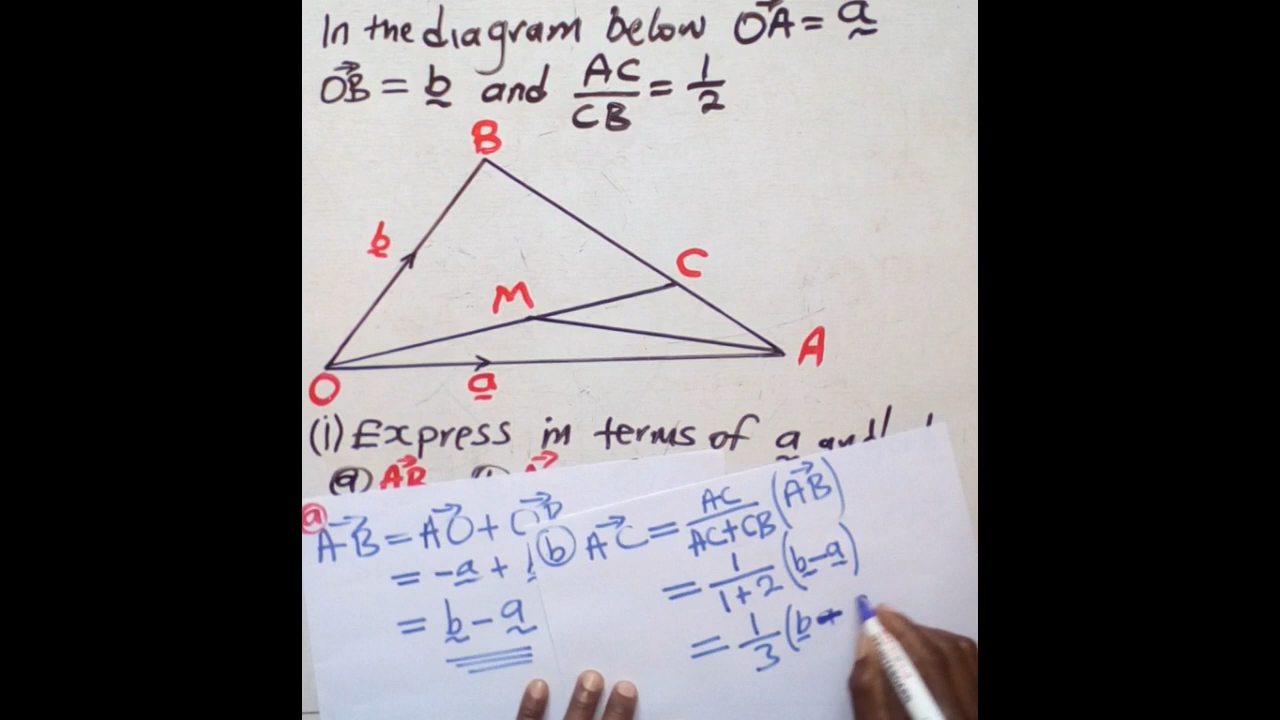 In the diagram below OA = a
OB = b and AC/CB = 1/2
B
b
C
M
A
O
a
(i) Express in terms of a and
(a) AB
(a) AB = AO + OB
= -a +
= b - a
(b) AC = AC/AC+CB (AB)
= 1/1+2 (b-a)
= 1/3 (b -